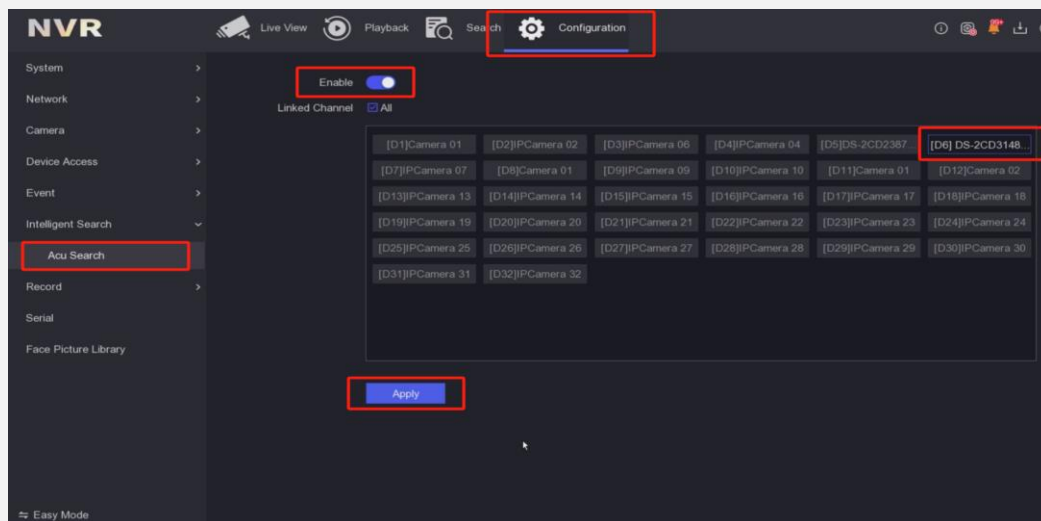 NVR Live View Playback Search Configuration
System
Network
Camera
Device Access
Event
Intelligent Search
Acu Search
Record
Serial
Face Picture Library
Easy Mode
Enable
Linked Channel All
[D1]Camera 01 [D2]IPCamera 02 [D3]IPCamera 06 [D4]IPCamera 04 [D5]DS-2CD2387... [D6] DS-2CD3148...
[D7]IPCamera 07 [D8]Camera 01 [D9]IPCamera 09 [D10]IPCamera 10 [D11]Camera 01 [D12]Camera 02
[D13]IPCamera 13 [D14]IPCamera 14 [D15]IPCamera 15 [D16]IPCamera 16 [D17]IPCamera 17 [D18]IPCamera 18
[D19]IPCamera 19 [D20]IPCamera 20 [D21]IPCamera 21 [D22]IPCamera 22 [D23]IPCamera 23 [D24]IPCamera 24
[D25]IPCamera 25 [D26]IPCamera 26 [D27]IPCamera 27 [D28]IPCamera 28 [D29]IPCamera 29 [D30]IPCamera 30
[D31]IPCamera 31 [D32]IPCamera 32
Apply